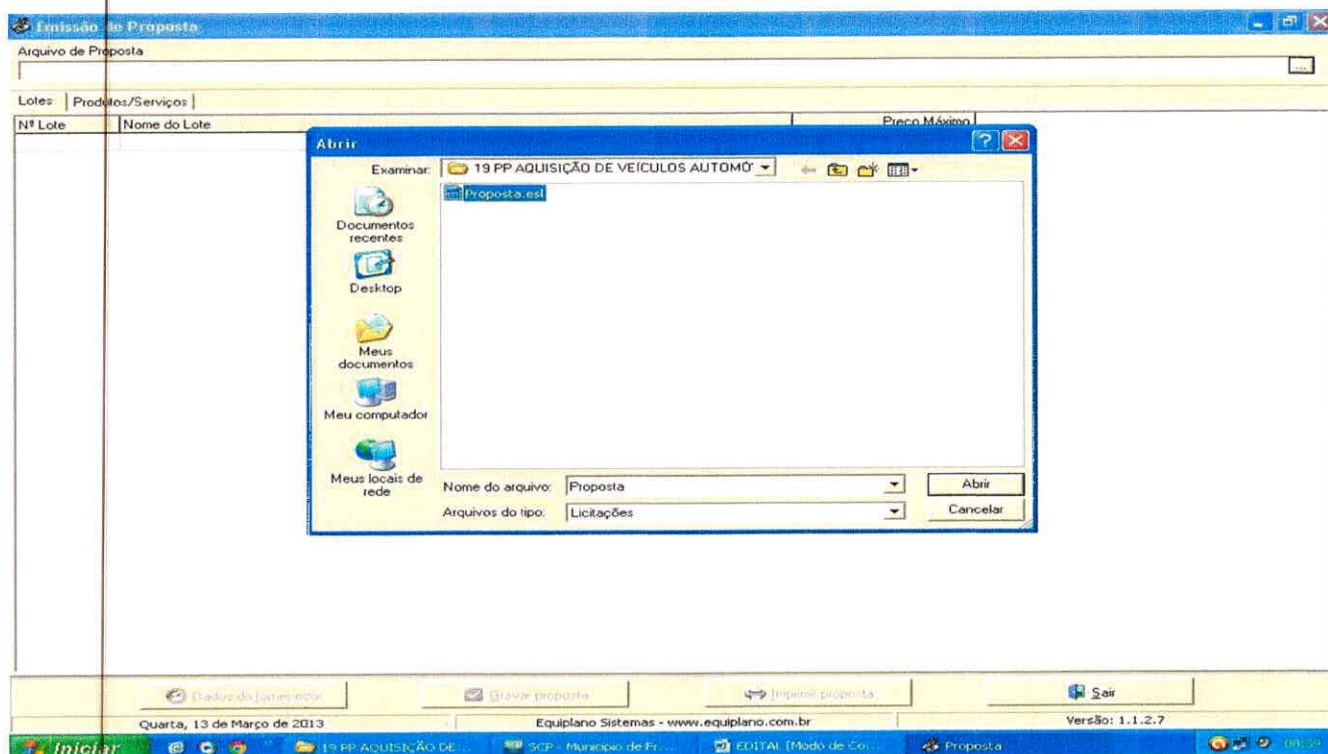 Emissão de Proposta
Arquivo de Proposta
...
Lotes Produtos/Serviços
Nº Lote Nome do Lote Preço Máximo
Abrir
Examinar: 19 PP AQUISIÇÃO DE VEÍCULOS AUTOMÓ
Proposta.esl
Documentos
recentes
Desktop
Meus
documentos
Meu computador
Meus locais de
rede
Nome do arquivo: Proposta Abrir
Arquivos do tipo: Licitações Cancelar
Dados do fornecedor Gravar proposta Imprimir proposta Sair
Quarta, 13 de Março de 2013 Equiplano Sistemas - www.equiplano.com.br Versão: 1.1.2.7
Iniciar 19 PP AQUISIÇÃO DE... SCP - Município de Fr... EDITAL [Modo de Co... Proposta 08:39